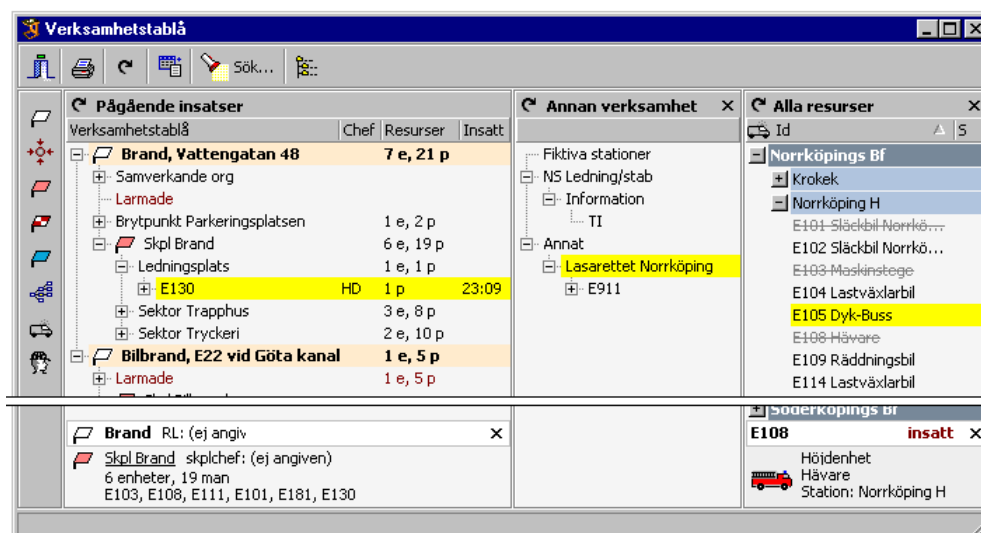 Verksamhetstablå
Sök...
Pågående insatser
Verksamhetstablå Chef Resurser Insatt
Brand, Vattengatan 48 7 e, 21 p
Samverkande org
Larmade
Brytpunkt Parkeringsplatsen 1 e, 2 p
Skpl Brand 6 e, 19 p
Ledningsplats 1 e, 1 p
E130 HD 1 p 23:09
Sektor Trapphus 3 e, 8 p
Sektor Tryckeri 2 e, 10 p
Bilbrand, E22 vid Göta kanal 1 e, 5 p
Larmade 1 e, 5 p
Brand RL: (ej angiv
Skpl Brand skplchef: (ej angiven)
6 enheter, 19 man
E103, E108, E111, E101, E181, E130
Annan verksamhet
Fiktiva stationer
NS Ledning/stab
Information
TI
Annat
Lasarettet Norrköping
E911
Alla resurser
Id S
Norrköpings Bf
Krokek
Norrköping H
E101 Släckbil Norrkö...
E102 Släckbil Norrkö...
E103 Maskinstege
E104 Lastväxlarbil
E105 Dyk-Buss
E108 Hävare
E109 Räddningsbil
E114 Lastväxlarbil
Söderköpings Bf
E108 insatt
Höjdenhet
Hävare
Station: Norrköping H